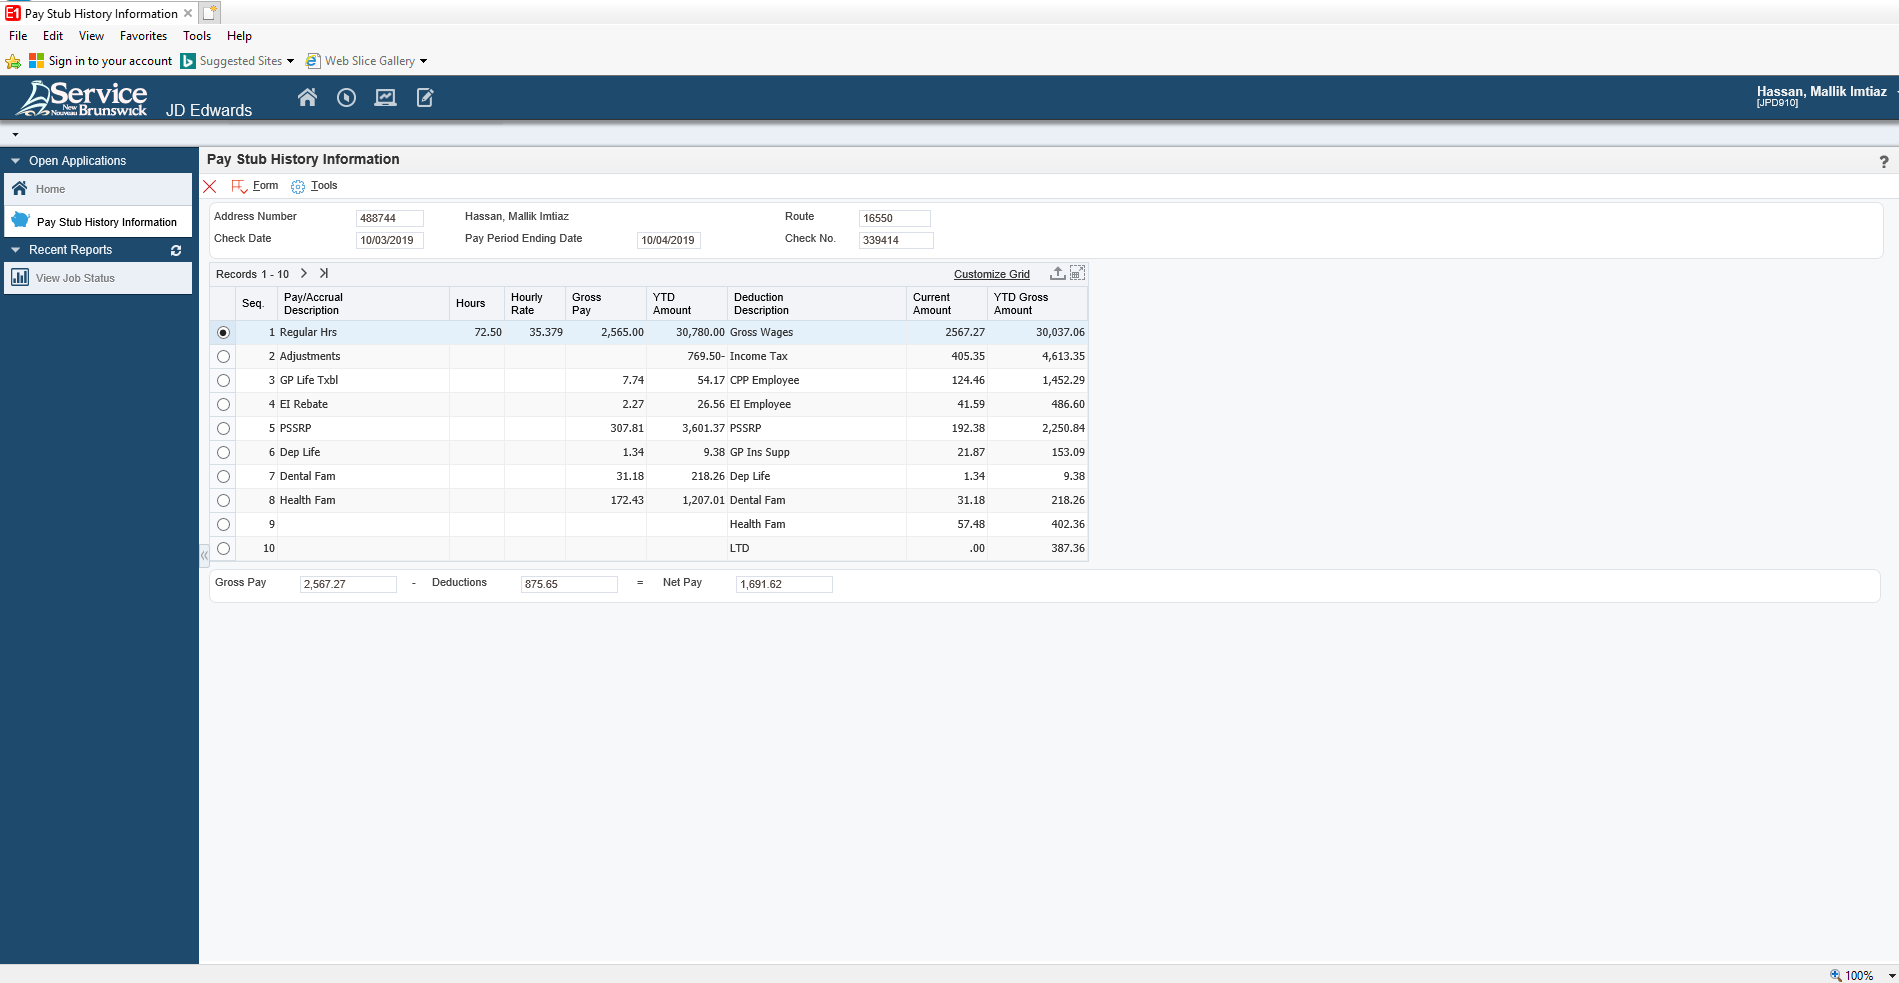 E1 Pay Stub History Information
File Edit View Favorites Tools Help
Sign in to your account Suggested Sites Web Slice Gallery
Service New Nouveau Brunswick JD Edwards
Hassan, Mallik Imtiaz
[JPD910]
Open Applications
Home
Pay Stub History Information
Recent Reports
View Job Status
Pay Stub History Information ?
Form Tools
Address Number 488744 Hassan, Mallik Imtiaz Route 16550
Check Date 10/03/2019 Pay Period Ending Date 10/04/2019 Check No. 339414
Records 1 - 10 Customize Grid
Seq. Pay/Accrual Description Hours Hourly Rate Gross Pay YTD Amount Deduction Description Current Amount YTD Gross Amount
1 Regular Hrs 72.50 35.379 2,565.00 30,780.00 Gross Wages 2567.27 30,037.06
2 Adjustments 769.50- Income Tax 405.35 4,613.35
3 GP Life Txbl 7.74 54.17 CPP Employee 124.46 1,452.29
4 EI Rebate 2.27 26.56 EI Employee 41.59 486.60
5 PSSRP 307.81 3,601.37 PSSRP 192.38 2,250.84
6 Dep Life 1.34 9.38 GP Ins Supp 21.87 153.09
7 Dental Fam 31.18 218.26 Dep Life 1.34 9.38
8 Health Fam 172.43 1,207.01 Dental Fam 31.18 218.26
9 Health Fam 57.48 402.36
10 LTD .00 387.36
Gross Pay 2,567.27 - Deductions 875.65 = Net Pay 1,691.62
100%